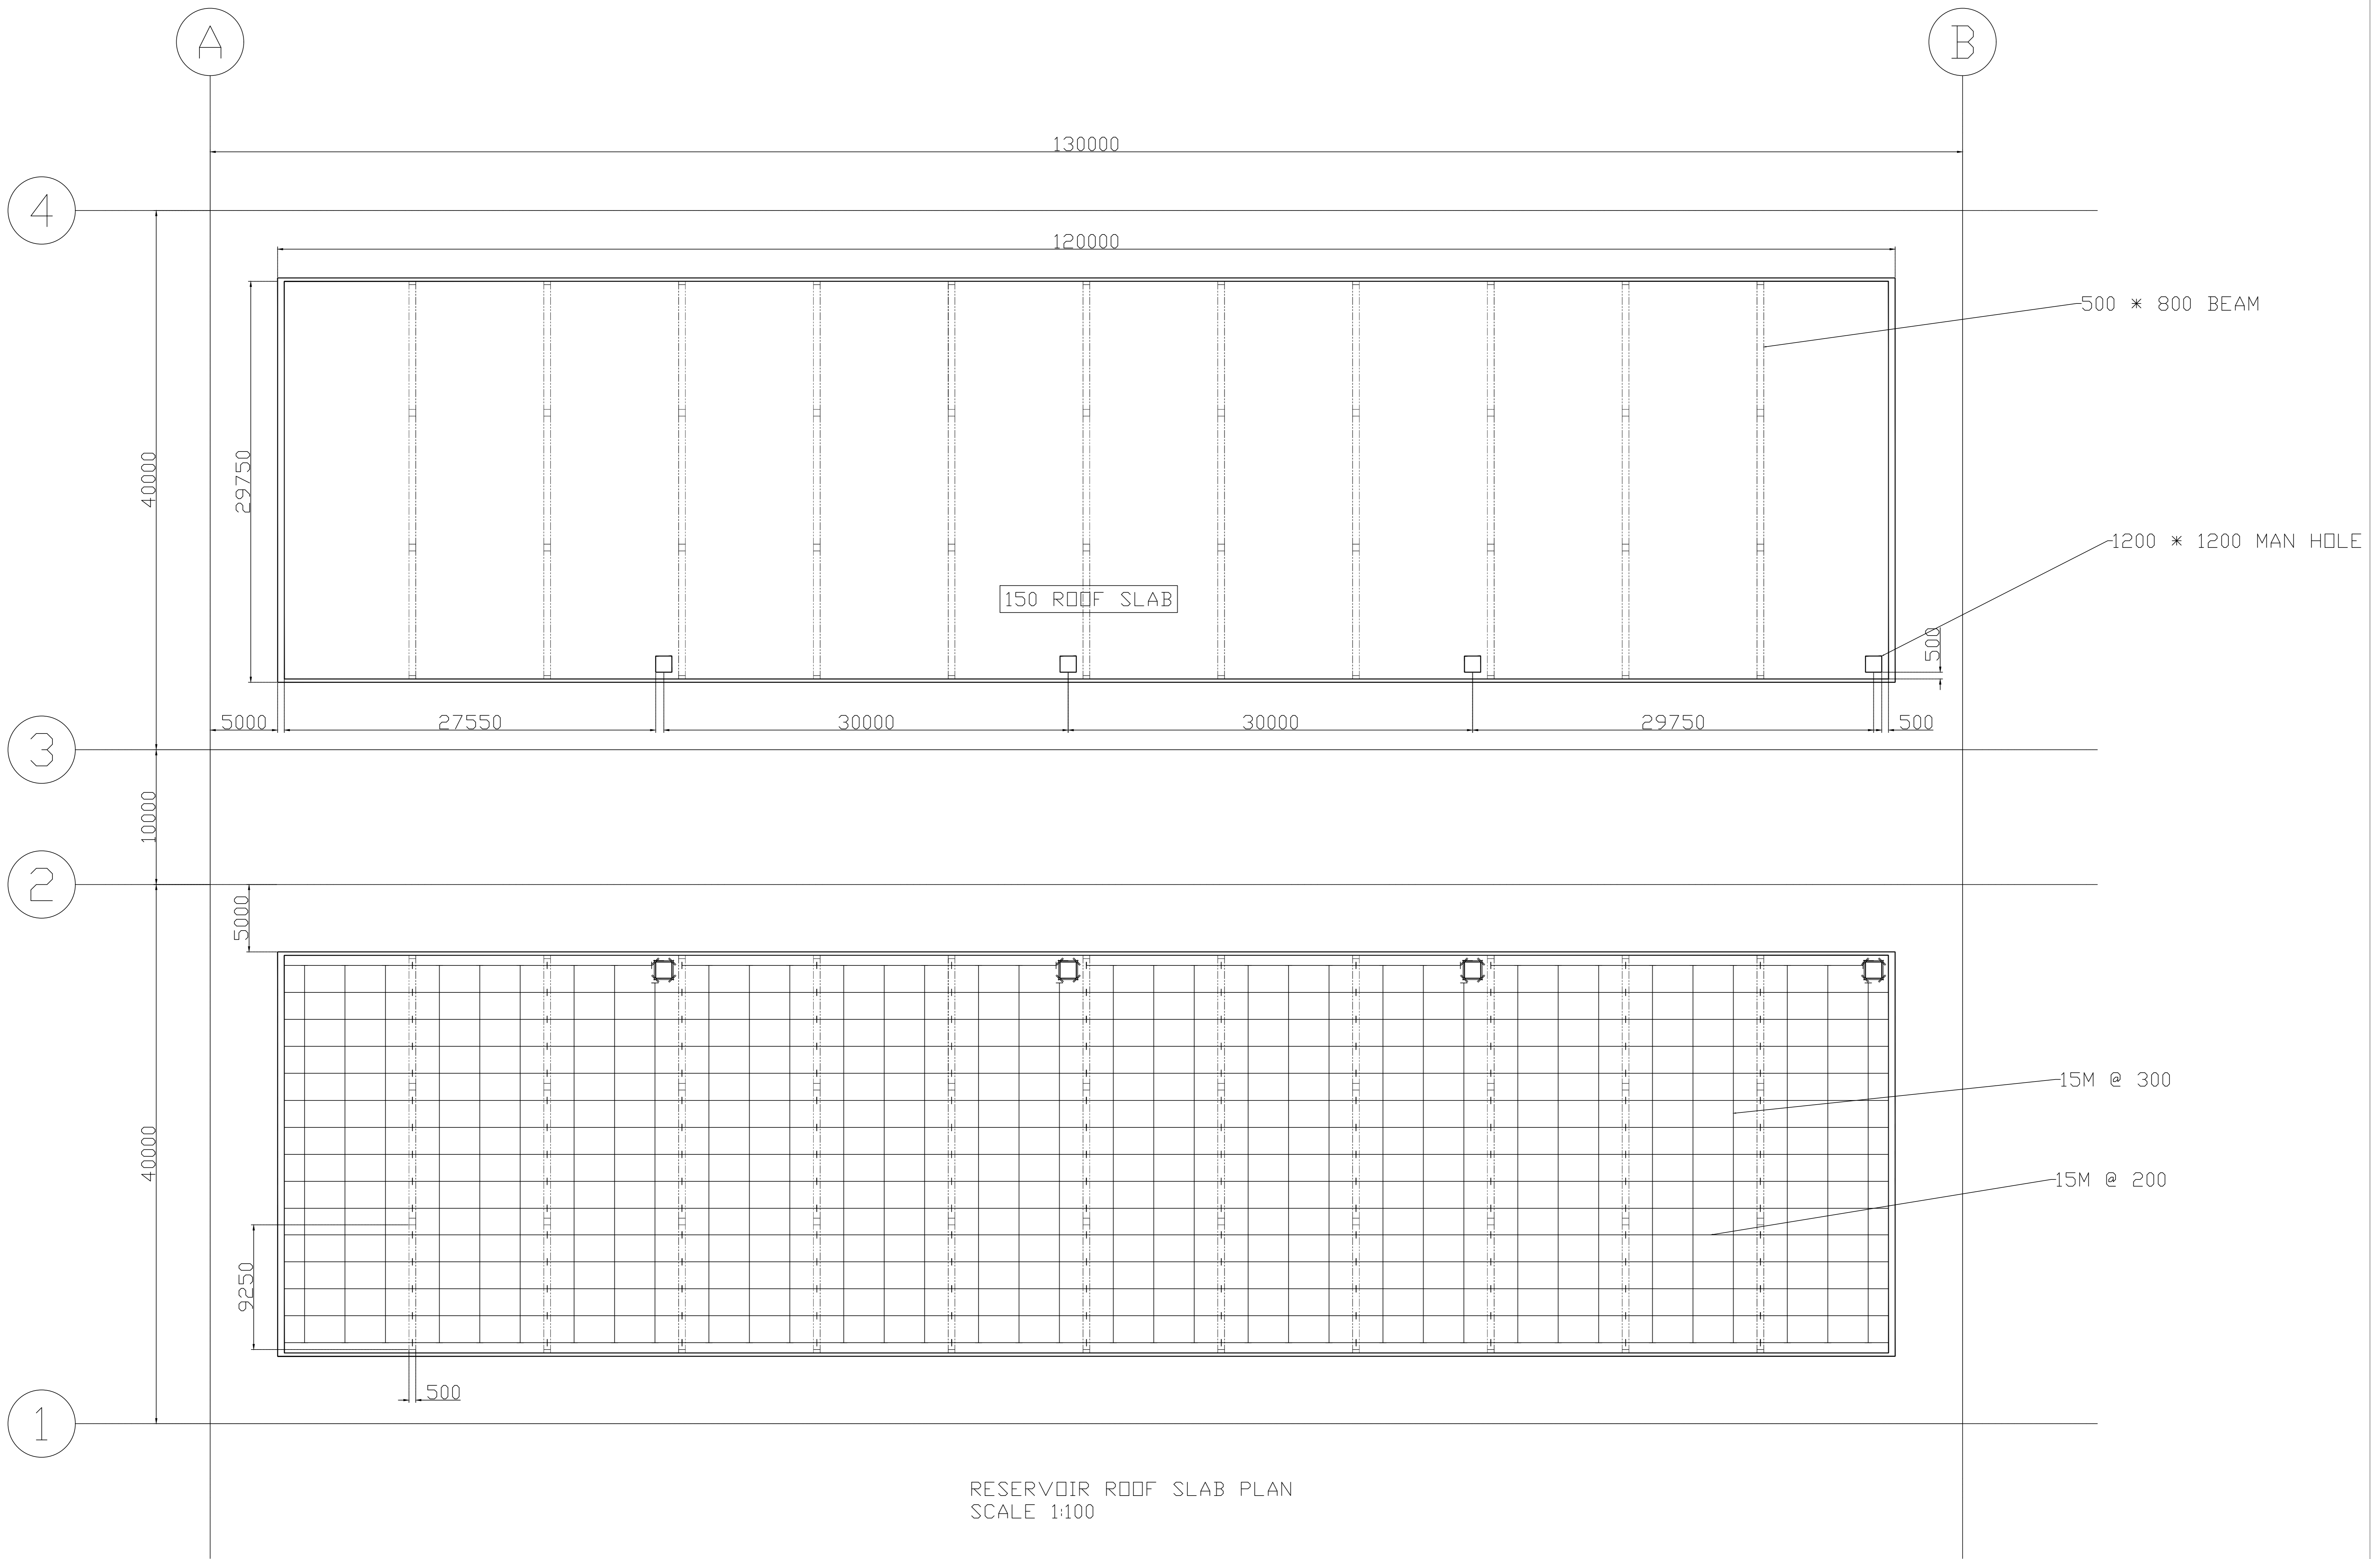 A
B
130000
4
120000
500 * 800 BEAM
40000
29750
1200 * 1200 MAN HOLE
150 ROOF SLAB
500
5000
27550
30000
30000
29750
500
3
10000
2
5000
15M @ 300
40000
15M @ 200
9250
500
1
RESERVOIR ROOF SLAB PLAN
SCALE 1:100